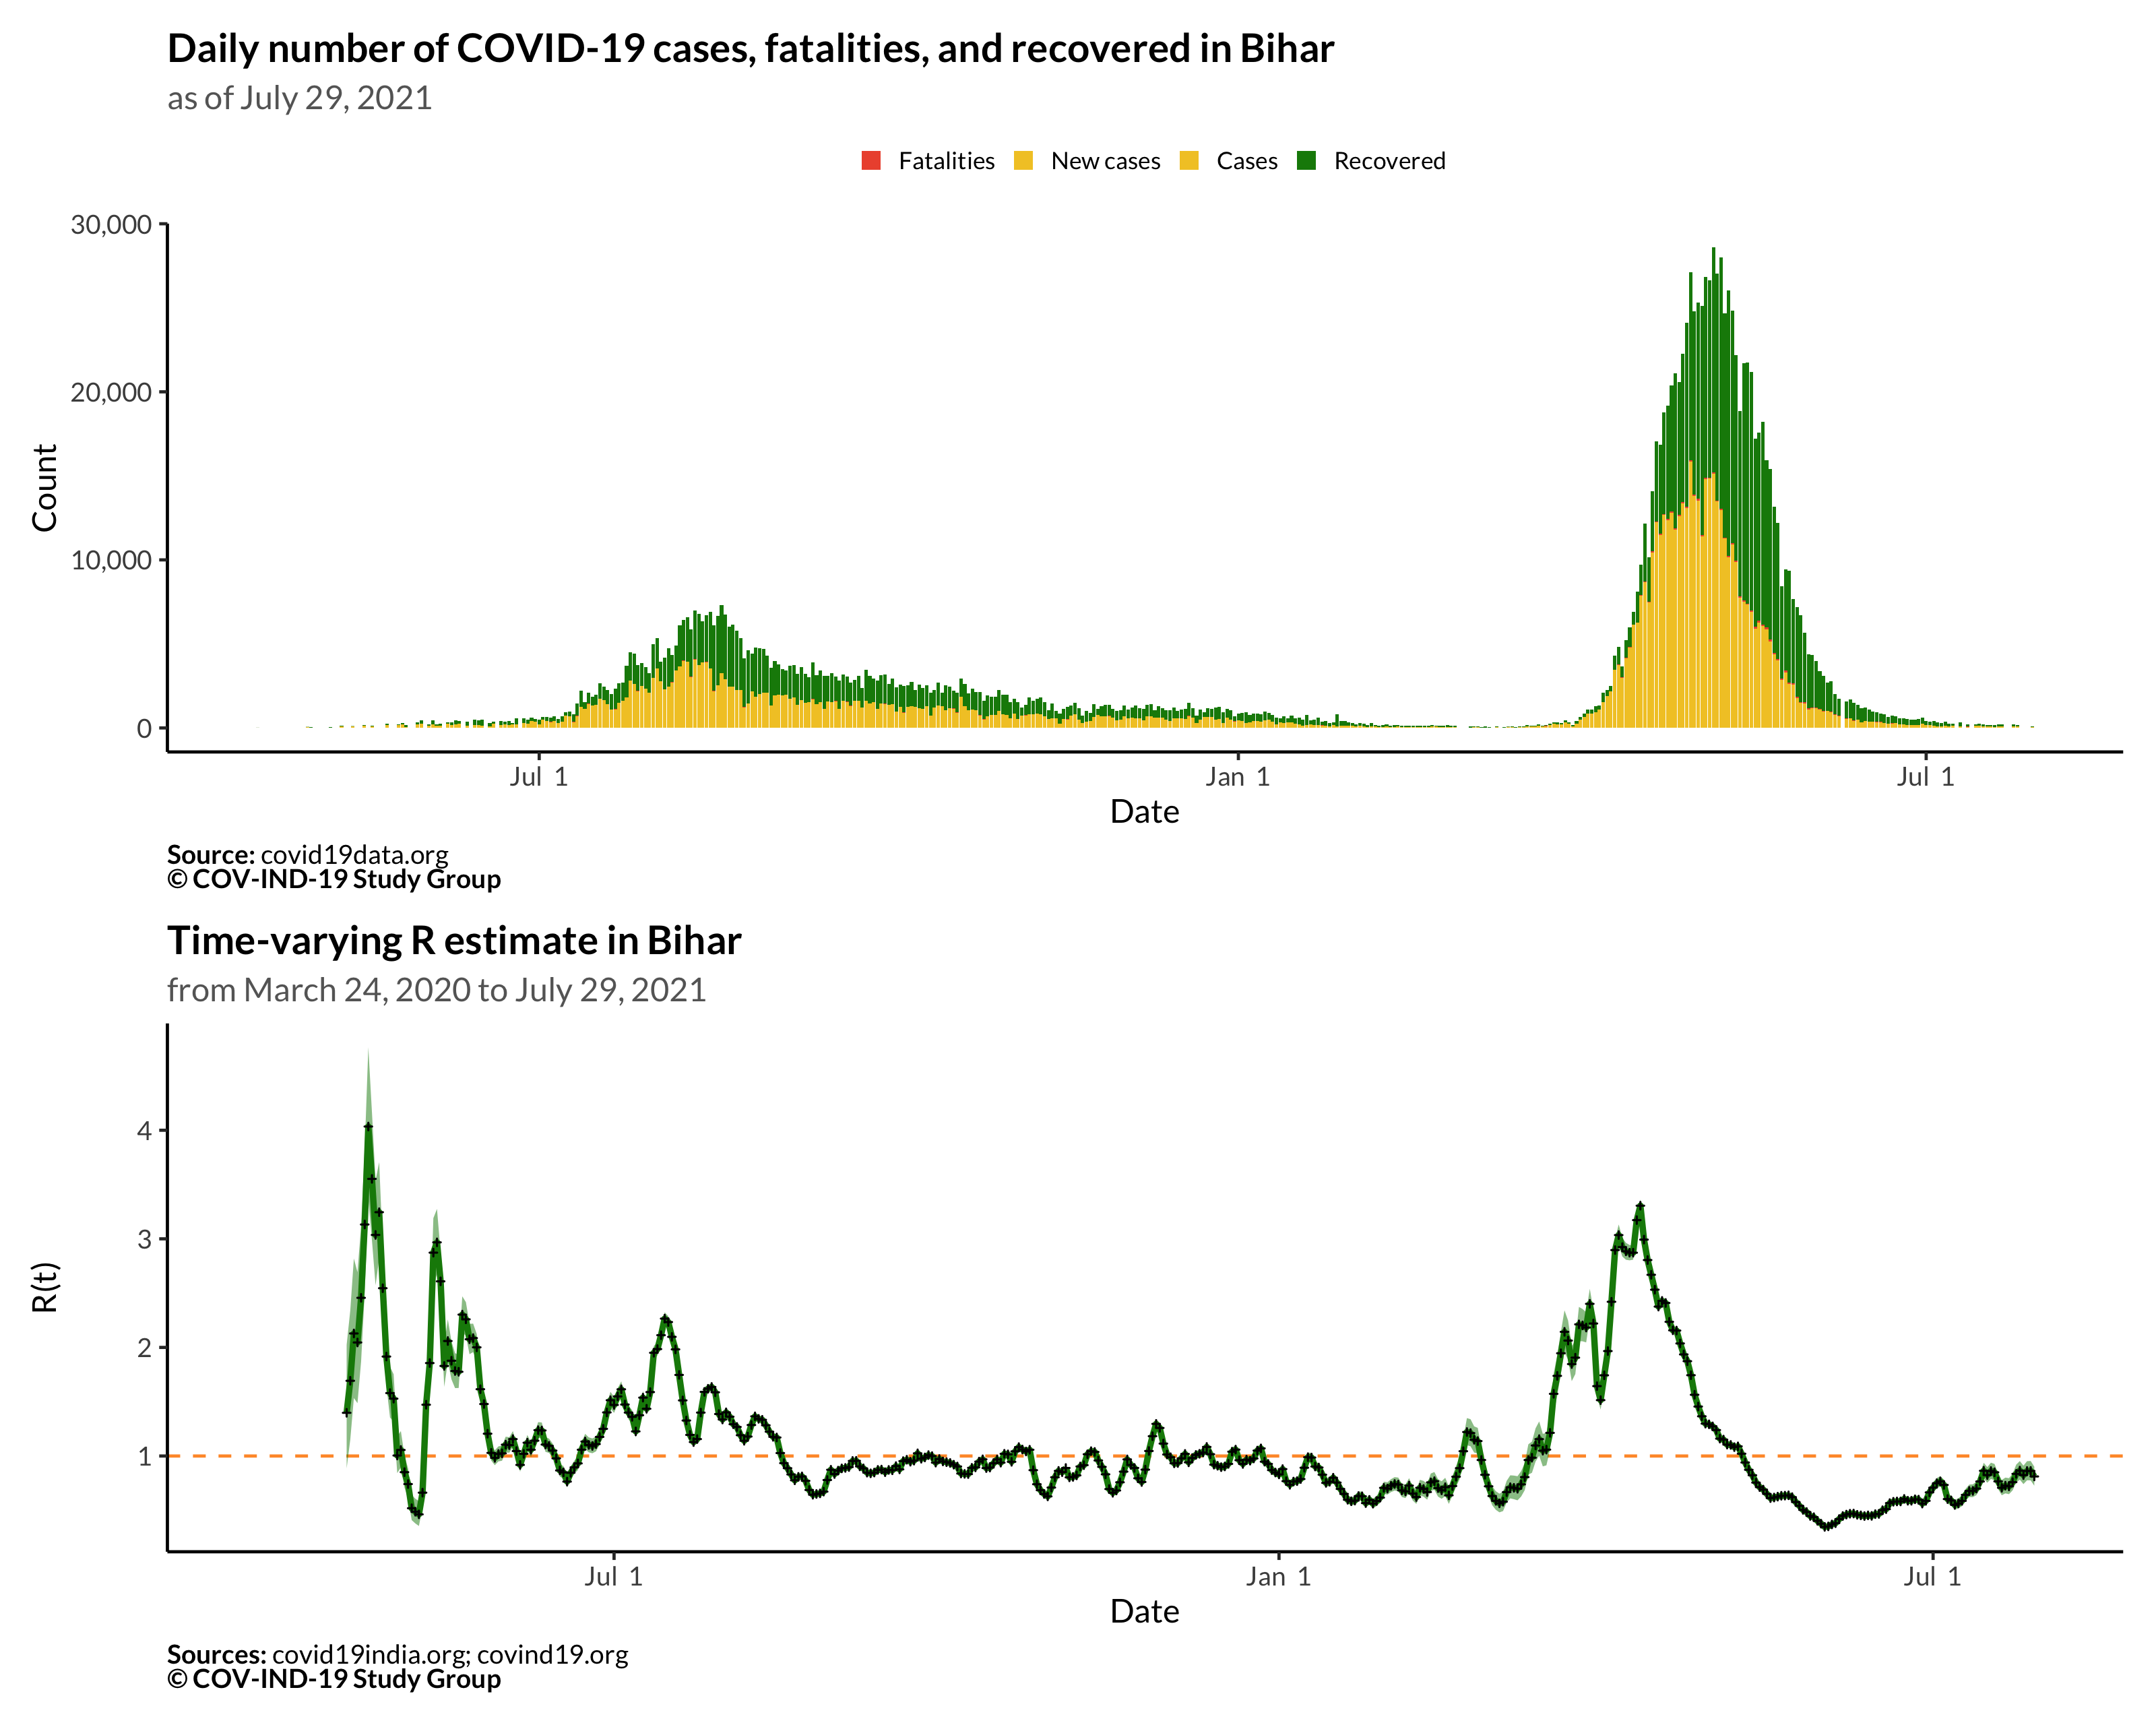 Daily number of COVID-19 cases, fatalities, and recovered in Bihar
as of July 29, 2021
Fatalities New cases Cases Recovered
30,000
20,000
10,000
0
Count
Jul 1 Jan 1 Jul 1
Date
Source: covid19data.org
© COV-IND-19 Study Group
Time-varying R estimate in Bihar
from March 24, 2020 to July 29, 2021
4
3
2
1
R(t)
Jul 1 Jan 1 Jul 1
Date
Sources: covid19india.org; covind19.org
© COV-IND-19 Study Group